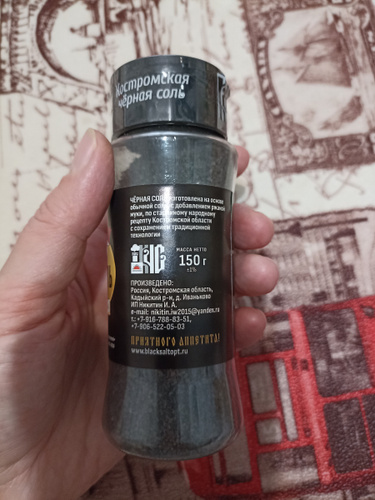 Костромская
чёрная соль
ЧЁРНАЯ СОЛЬ изготовлена на основе
обычной соли с добавлением ржаной
муки, по старинному народному
рецепту Костромской области
с сохранением традиционной
технологии
МАССА НЕТТО
150 г
±1%
ПРОИЗВЕДЕНО:
Россия, Костромская область,
Кадыйский р-н, д. Иваньково
ИП Никитин И. А.
e-mail: nikitin.iw2015@yandex.ru
т.: +7-916-788-83-51,
+7-906-522-05-03
ПРИЯТНОГО АППЕТИТА!
www.blacksaltopt.ru